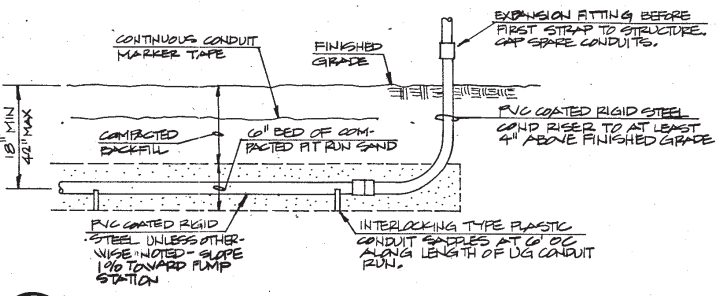 EXPANSION FITTING BEFORE
FIRST STRAP TO STRUCTURE.
CAP SPARE CONDUITS.
CONTINUOUS CONDUIT
MARKER TAPE
FINISHED
GRADE
18" MIN
42" MAX
COMPACTED
BACKFILL
6" BED OF COM-
PACTED PIT RUN SAND
PVC COATED RIGID STEEL
COND RISER TO AT LEAST
4" ABOVE FINISHED GRADE
PVC COATED RIGID
STEEL UNLESS OTHER-
WISE NOTED - SLOPE
1% TOWARD PUMP
STATION
INTERLOCKING TYPE PLASTIC
CONDUIT SADDLES AT 6' OC
ALONG LENGTH OF UG CONDUIT
RUN.